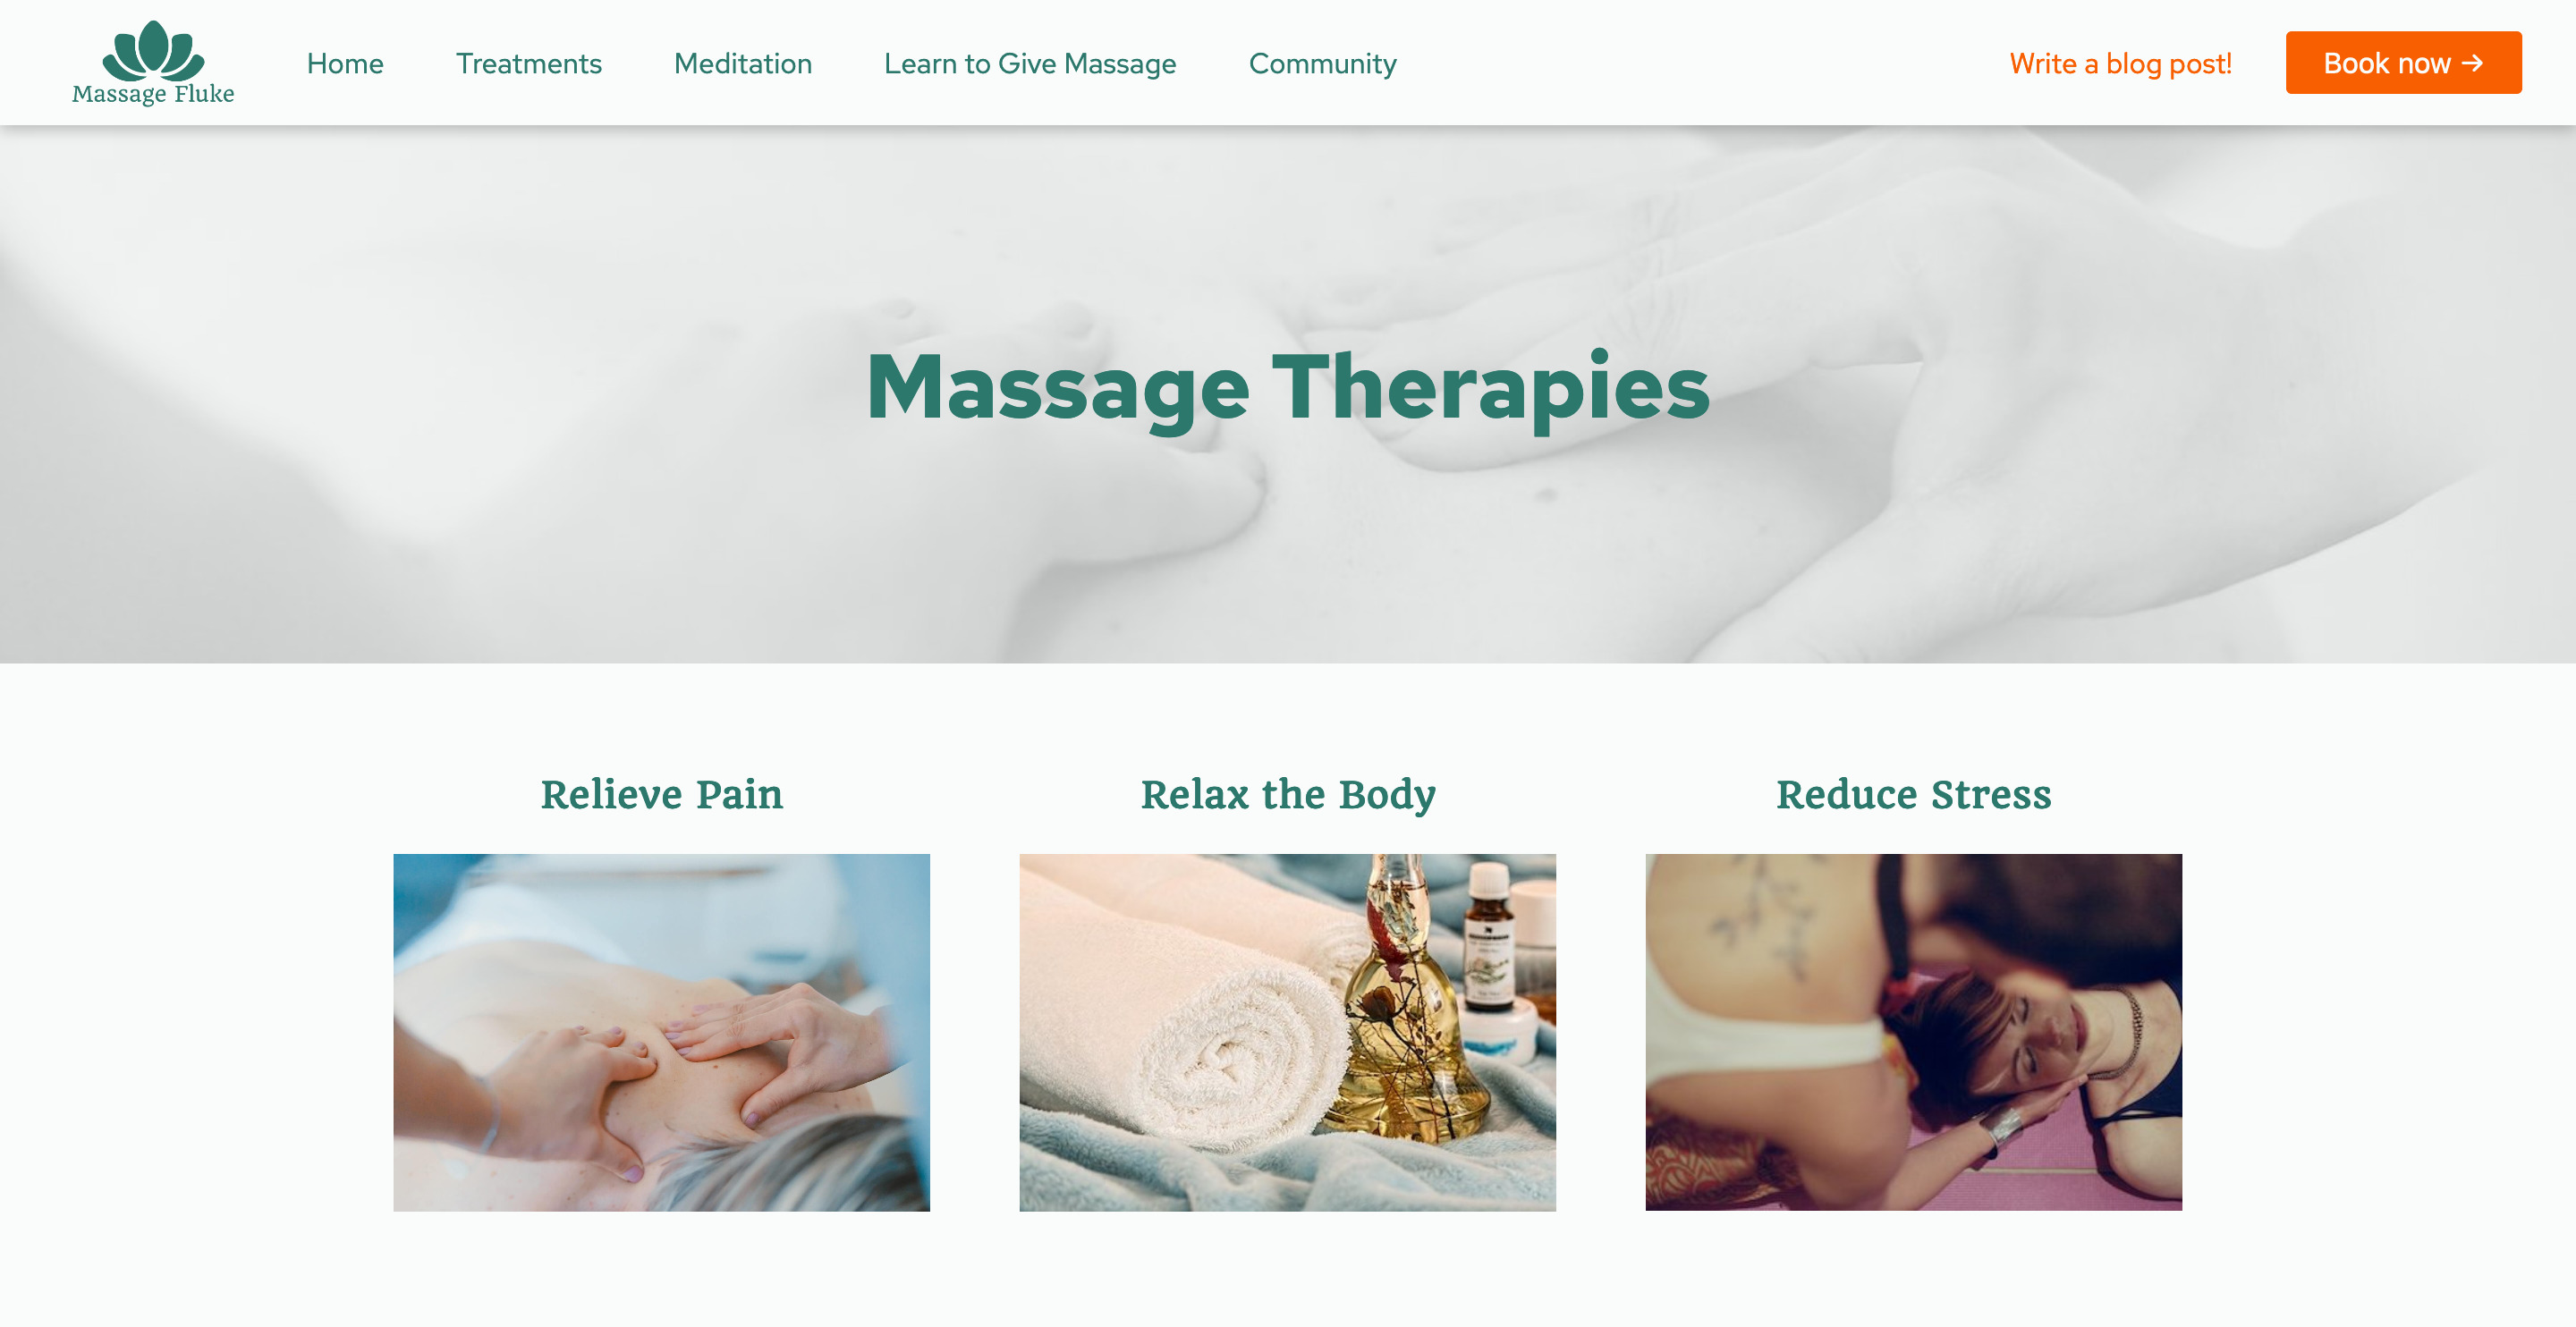 Massage Fluke
Home
Treatments
Meditation
Learn to Give Massage
Community
Write a blog post!
Book now →
Massage Therapies
Relieve Pain
Relax the Body
Reduce Stress